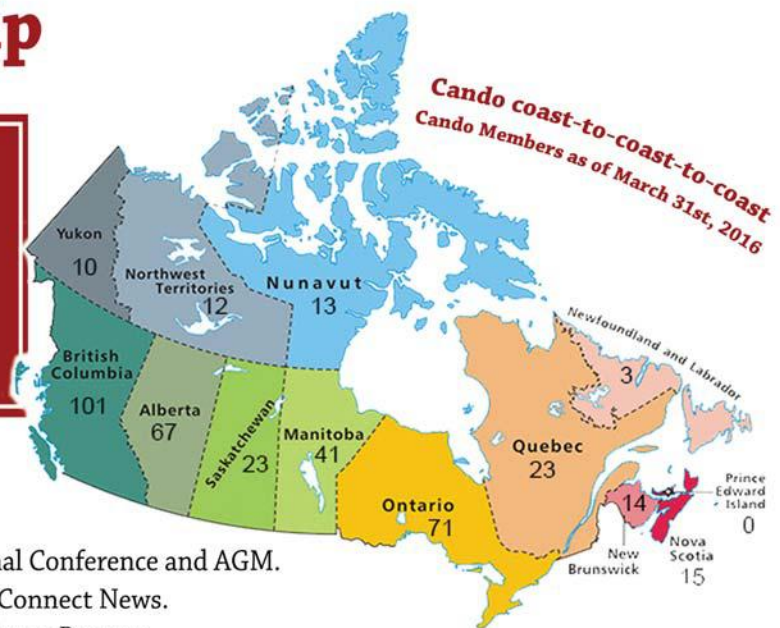 Cando coast-to-coast-to-coast
Cando Members as of March 31st, 2016
Yukon
10
Northwest
Territories
12
Nunavut
13
British
Columbia
101
Alberta
67
Saskatchewan
23
Manitoba
41
Ontario
71
Quebec
23
Newfoundland and Labrador
3
14
New
Brunswick
Prince
Edward
Island
0
Nova
Scotia
15
Conference and AGM.
Connect News.